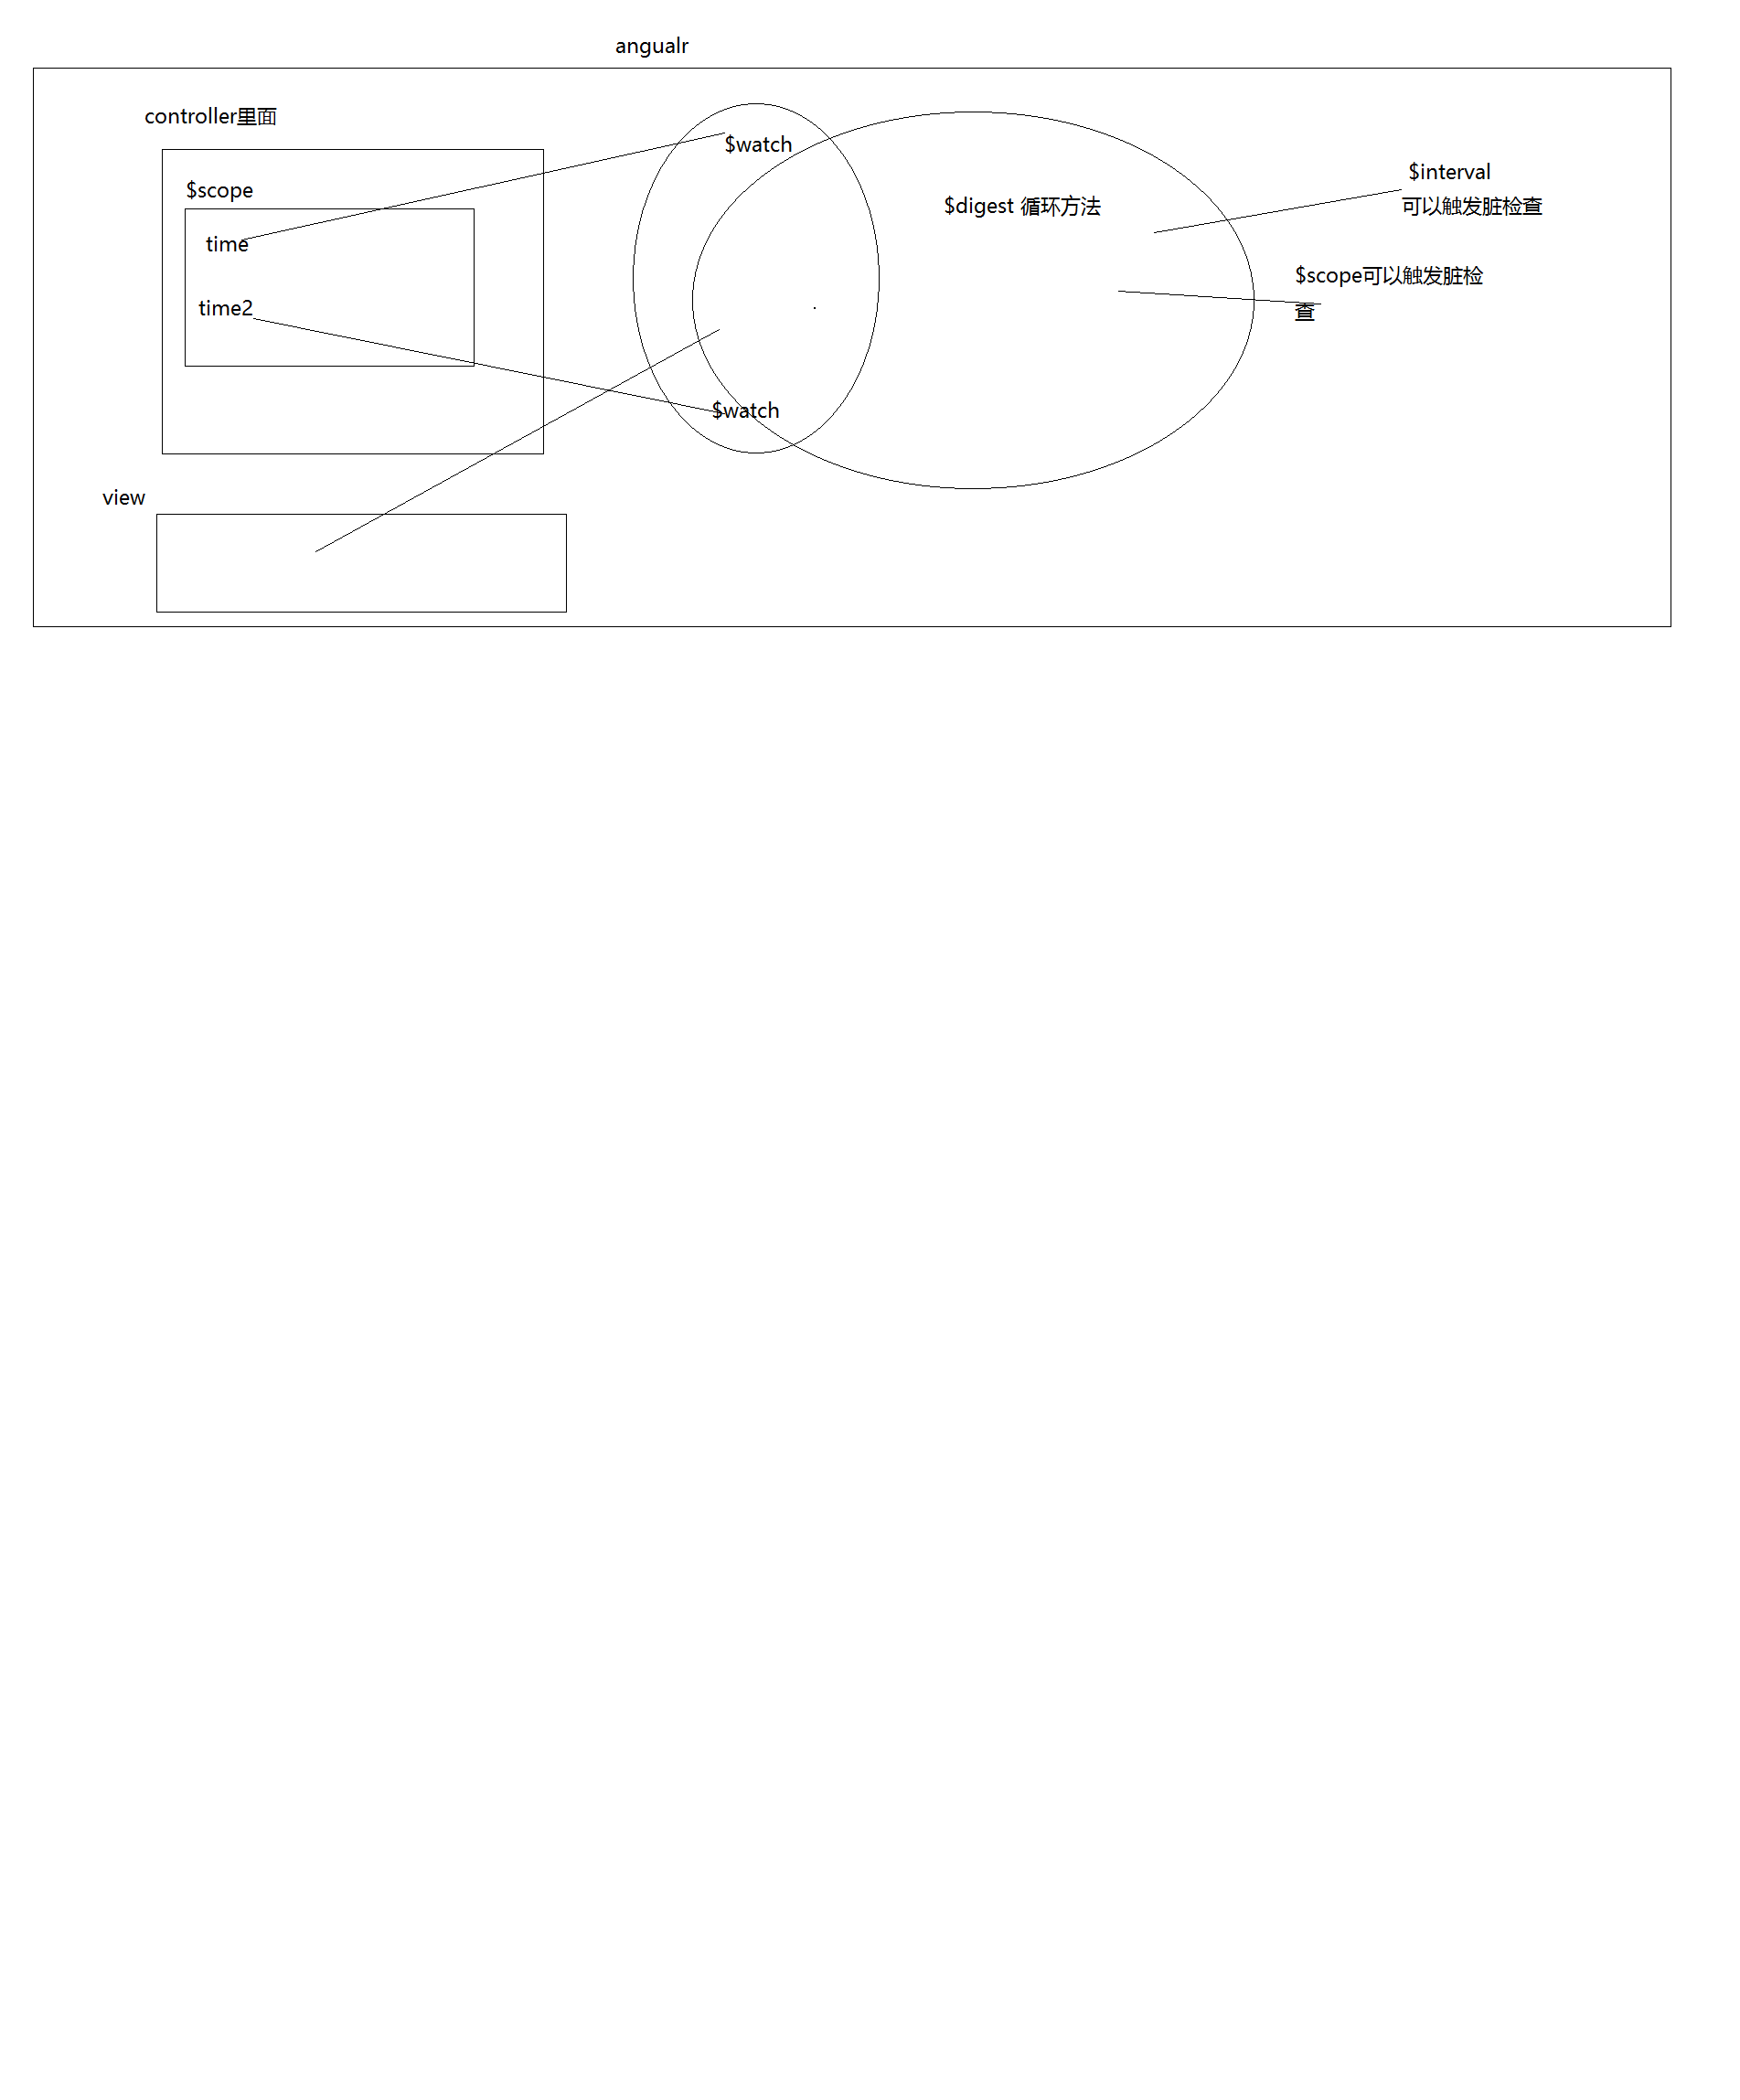 angualr
controller里面
$scope
time
time2
view
$watch
$watch
$digest 循环方法
$interval
可以触发脏检查
$scope可以触发脏检
查